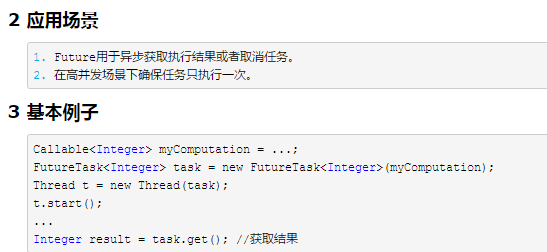 2 应用场景
1. Future用于异步获取执行结果或者取消任务。
2. 在高并发场景下确保任务只执行一次。
3 基本例子
Callable<Integer> myComputation = ...;
FutureTask<Integer> task = new FutureTask<Integer>(myComputation);
Thread t = new Thread(task);
t.start();
...
Integer result = task.get(); //获取结果